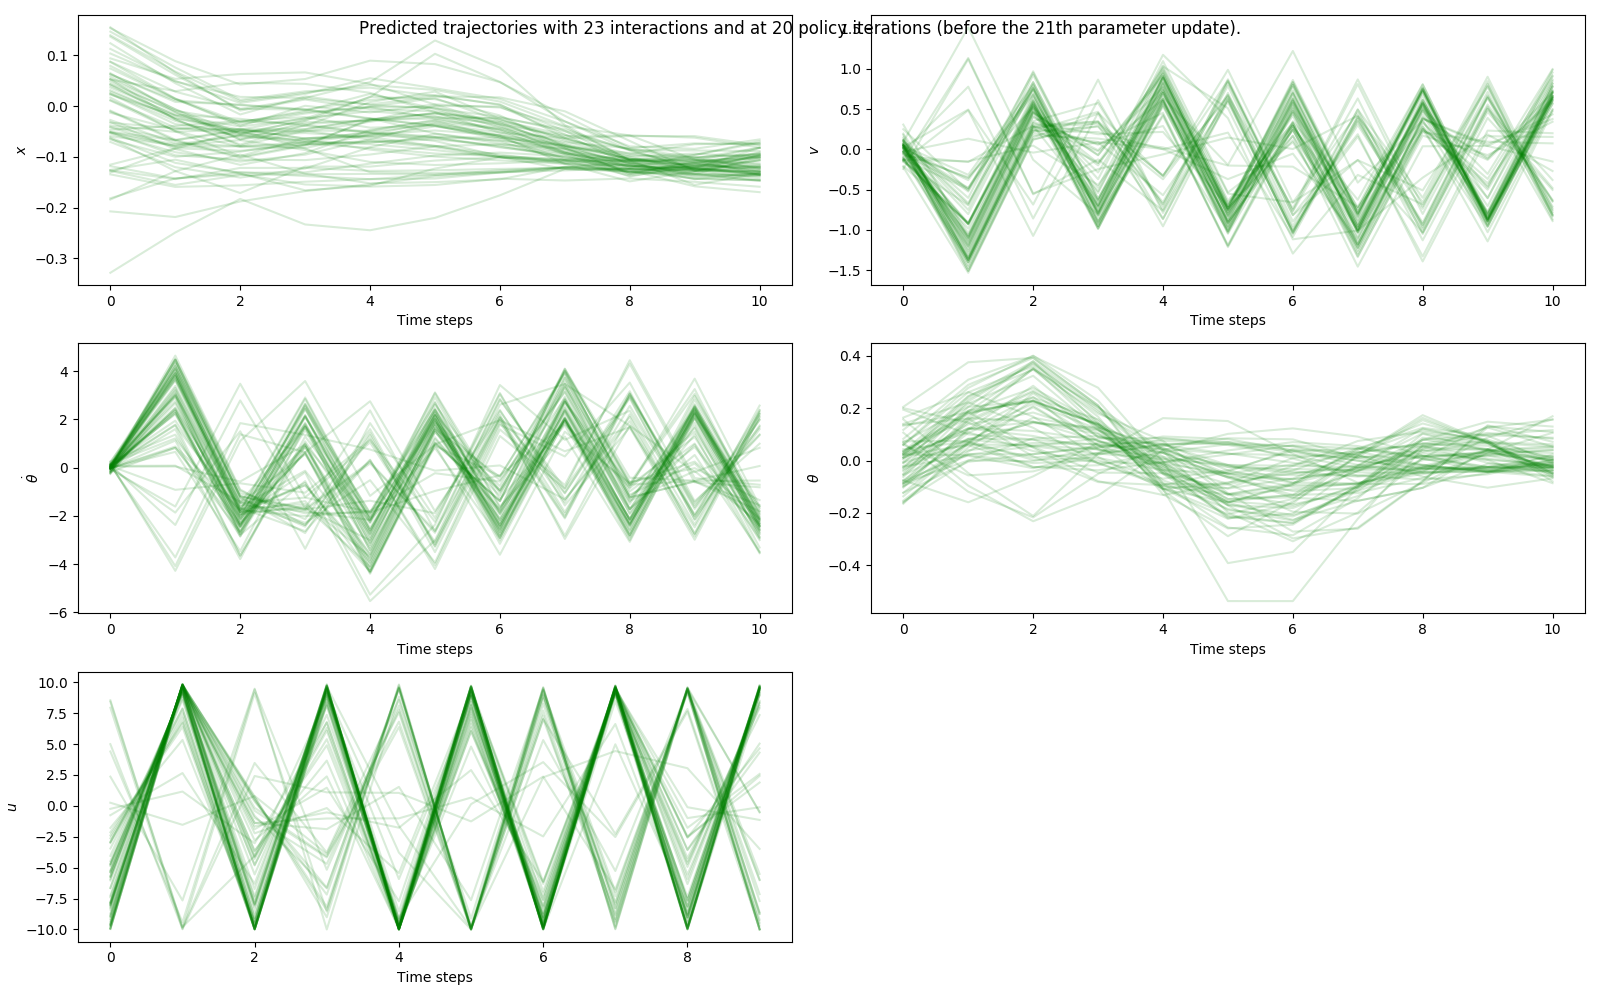 Predicted trajectories with 23 interactions and at 20 policy iterations (before the 21th parameter update).
0.1
0.0
−0.1
−0.2
−0.3
x
0 2 4 6 8 10
Time steps
1.5
1.0
0.5
0.0
−0.5
−1.0
−1.5
v
0 2 4 6 8 10
Time steps
4
2
0
−2
−4
−6
θ̇
0 2 4 6 8 10
Time steps
0.4
0.2
0.0
−0.2
−0.4
θ
0 2 4 6 8 10
Time steps
10.0
7.5
5.0
2.5
0.0
−2.5
−5.0
−7.5
−10.0
u
0 2 4 6 8
Time steps